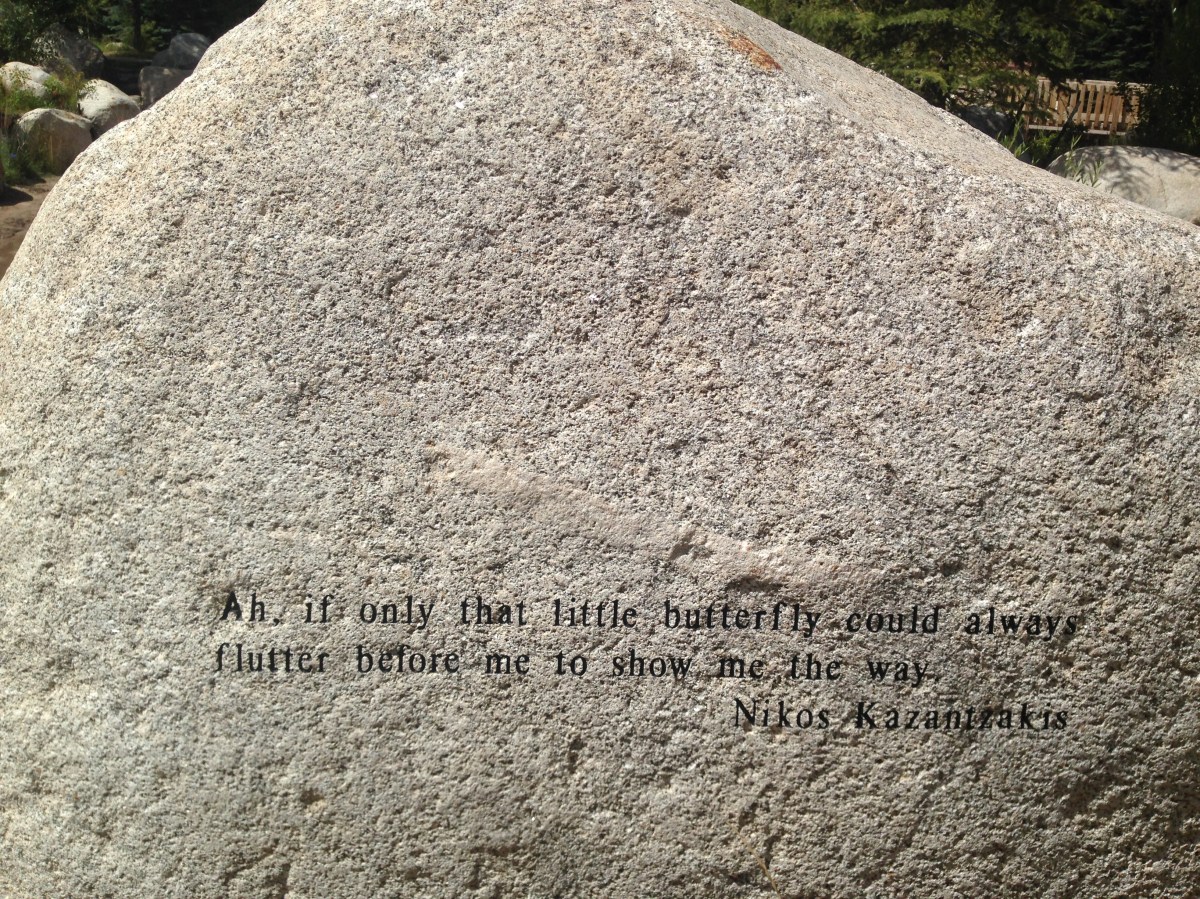 Ah, if only that little butterfly could always
flutter before me to show me the way
Nikos Kazantzakis